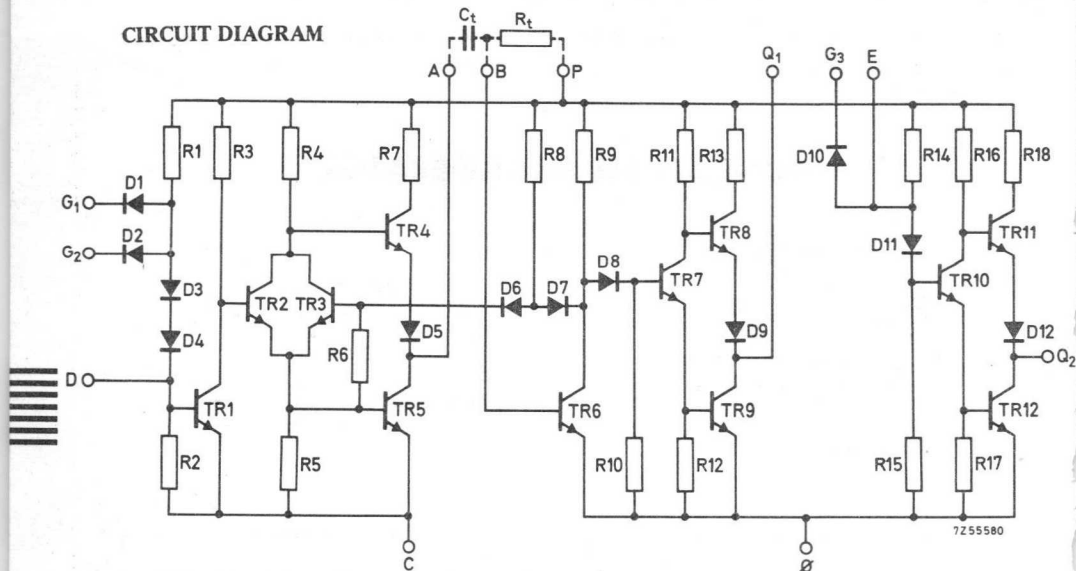 CIRCUIT DIAGRAM
Ct Rt
A B P Q1 G3 E
R1 R3 R4 R7 R8 R9 R11 R13 D10 R14 R16 R18
D1
G1
TR4 TR8 D11 TR11
D2
G2
D3 TR2 TR3 D6 D7 D8 TR7 TR10
D4 R6 D5 D9 D12
Q2
D
TR1 TR5 TR6 TR9 TR12
R2 R5 R10 R12 R15 R17
7Z55580
C Ø